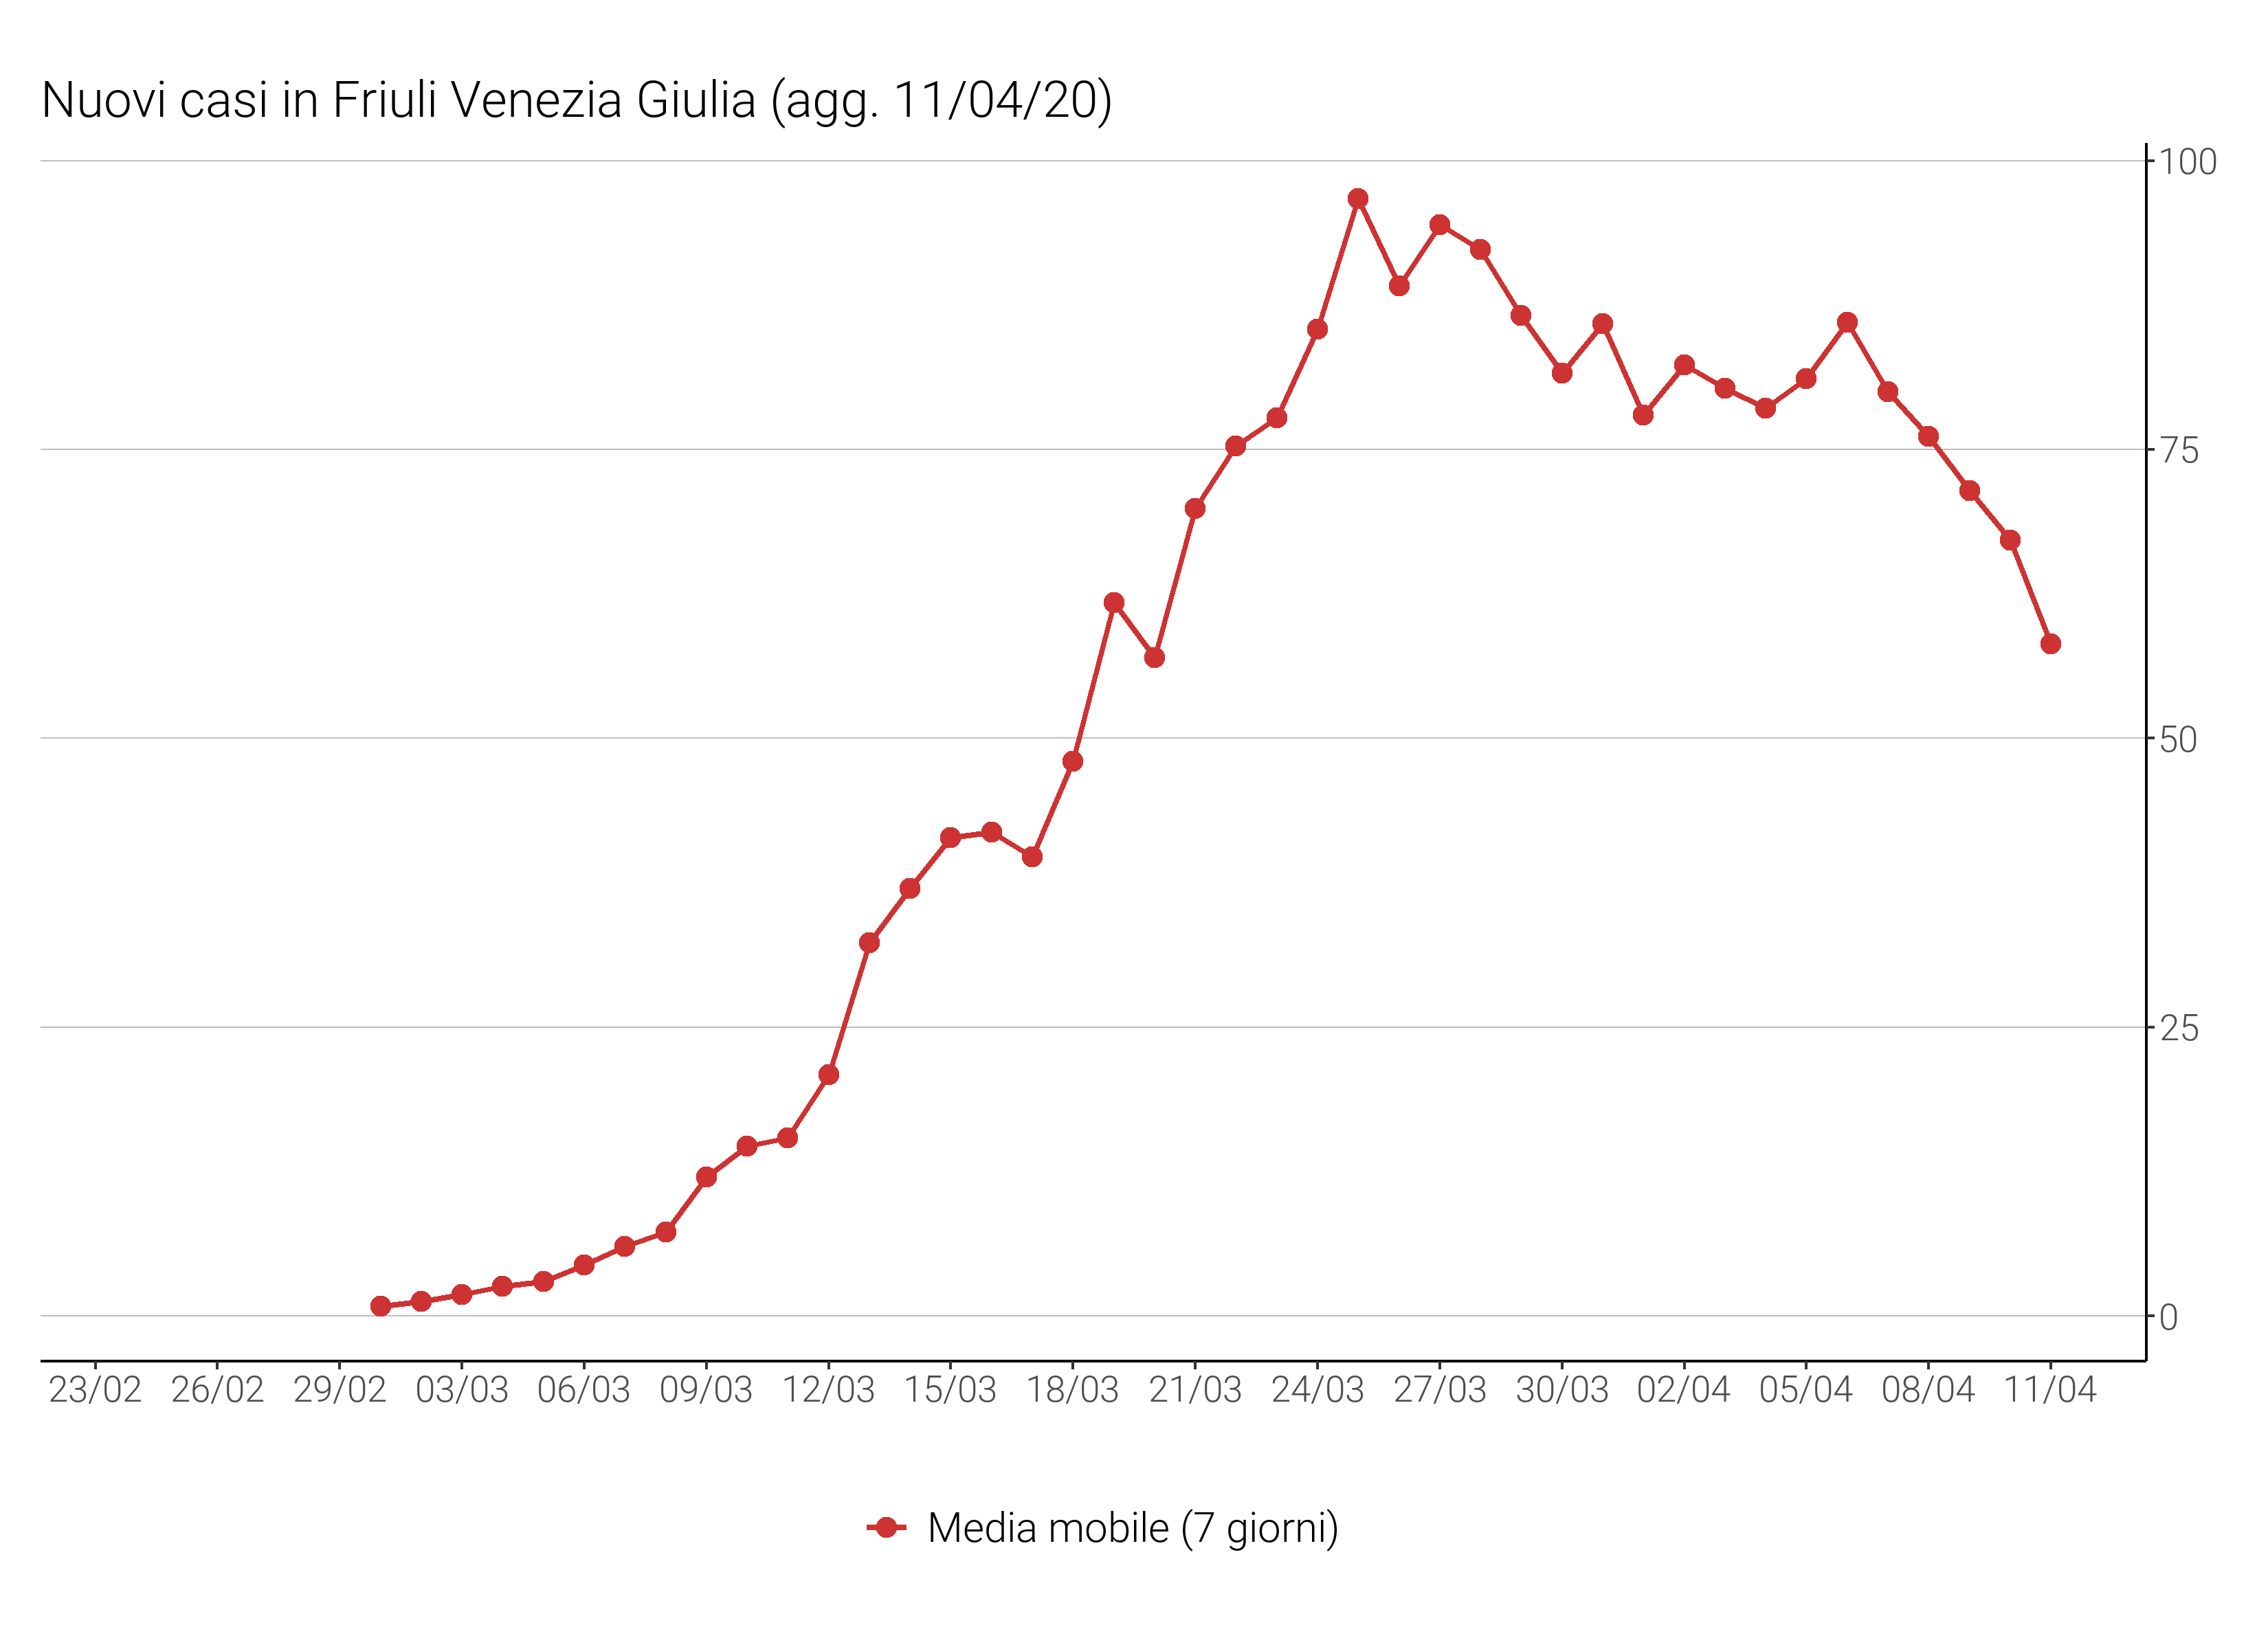 Nuovi casi in Friuli Venezia Giulia (agg. 11/04/20)
100
75
50
25
0
23/02 26/02 29/02 03/03 06/03 09/03 12/03 15/03 18/03 21/03 24/03 27/03 30/03 02/04 05/04 08/04 11/04
Media mobile (7 giorni)